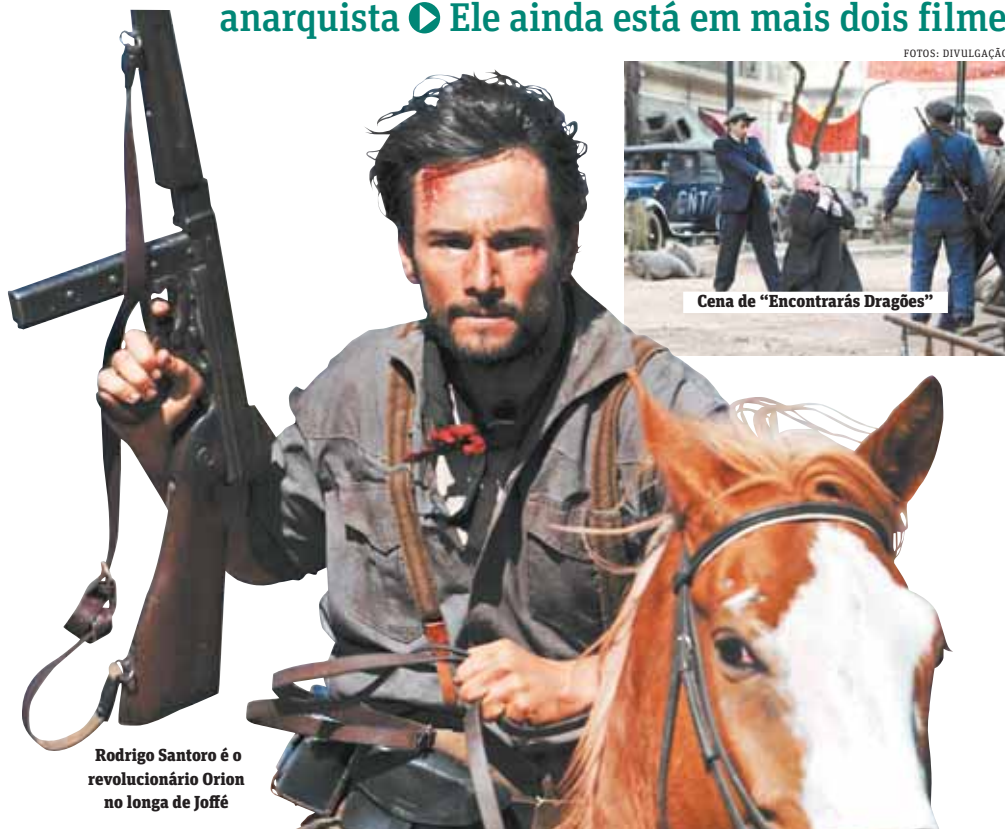 anarquista Ele ainda está em mais dois filme
FOTOS: DIVULGAÇÃO
CNT
Cena de “Encontrarás Dragões”
Rodrigo Santoro é o
revolucionário Orion
no longa de Joffé